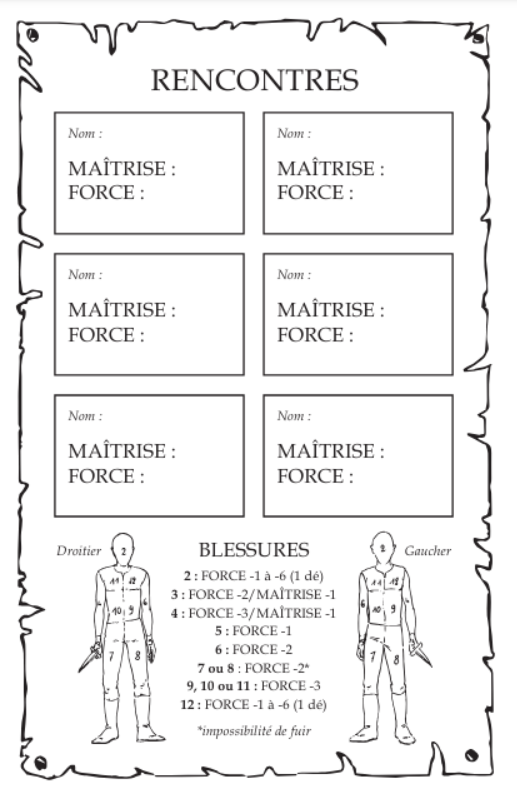 RENCONTRES
Nom :
MAÎTRISE :
FORCE :
Nom :
MAÎTRISE :
FORCE :
Nom :
MAÎTRISE :
FORCE :
Nom :
MAÎTRISE :
FORCE :
Nom :
MAÎTRISE :
FORCE :
Nom :
MAÎTRISE :
FORCE :
Droitier
2
11 12
6
10 9
7 8
BLESSURES
2 : FORCE -1 à -6 (1 dé)
3 : FORCE -2/MAÎTRISE -1
4 : FORCE -3/MAÎTRISE -1
5 : FORCE -1
6 : FORCE -2
7 ou 8 : FORCE -2*
9, 10 ou 11 : FORCE -3
12 : FORCE -1 à -6 (1 dé)
*impossibilité de fuir
Gaucher
2
11 12
6
10 9
7 8